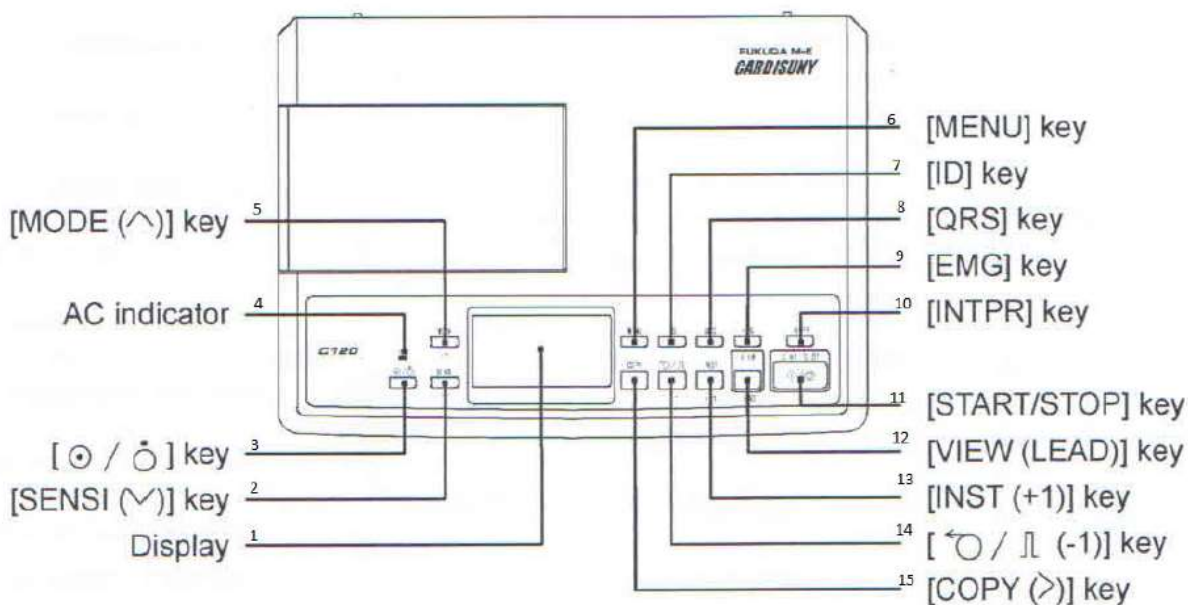 FUKUDA M-E
CARDISUNY
6 [MENU] key
7 [ID] key
8 [QRS] key
9 [EMG] key
10 [INTPR] key
11 [START/STOP] key
12 [VIEW (LEAD)] key
13 [INST (+1)] key
14 [ / (-1)] key
15 [COPY (>)] key
[MODE (^)] key 5
AC indicator 4
[ ⊙ / ] key 3
[SENSI (∨)] key 2
Display 1
G120